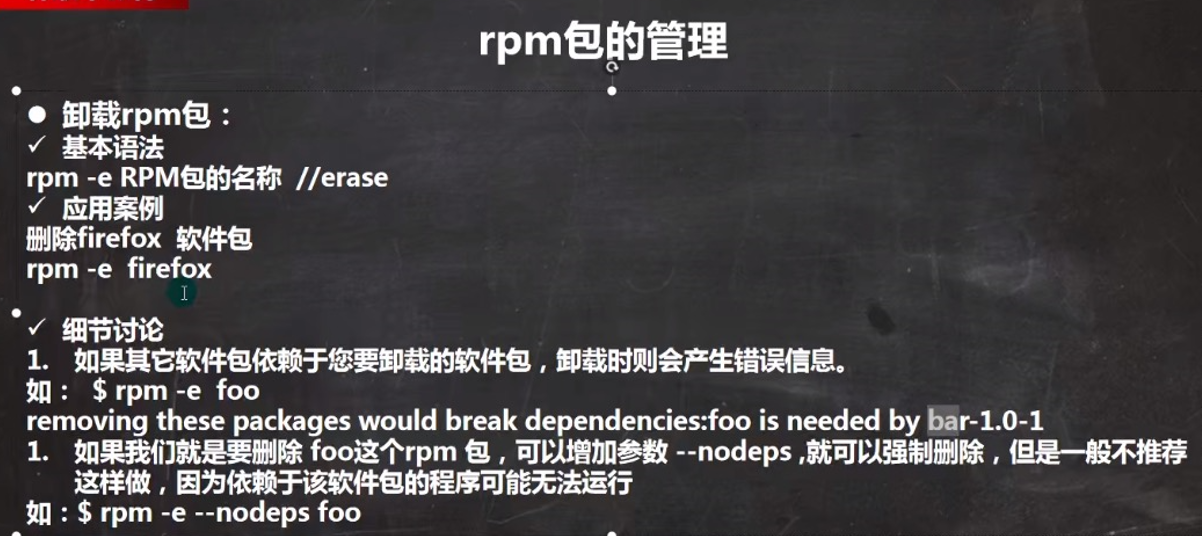 rpm包的管理
● 卸载rpm包：
✓ 基本语法
rpm -e RPM包的名称 //erase
✓ 应用案例
删除firefox 软件包
rpm -e firefox
✓ 细节讨论
1. 如果其它软件包依赖于您要卸载的软件包，卸载时则会产生错误信息。
如： $ rpm -e foo
removing these packages would break dependencies:foo is needed by bar-1.0-1
1. 如果我们就是要删除 foo这个rpm 包，可以增加参数 --nodeps ,就可以强制删除，但是一般不推荐
这样做，因为依赖于该软件包的程序可能无法运行
如：$ rpm -e --nodeps foo